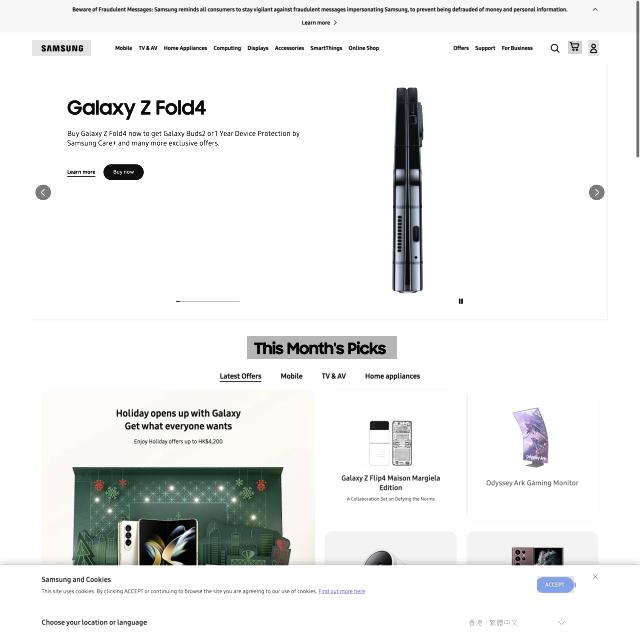 Beware of Fraudulent Messages: Samsung reminds all consumers to stay vigilant against fraudulent messages impersonating Samsung, to prevent being defrauded of money and personal information.
Learn more
SAMSUNG
Mobile TV & AV Home Appliances Computing Displays Accessories SmartThings Online Shop
Offers Support For Business
Galaxy Z Fold4
Buy Galaxy Z Fold4 now to get Galaxy Buds2 or1 Year Device Protection by
Samsung Care+ and many more exclusive offers.
Learn more Buy now
This Month's Picks
Latest Offers Mobile TV & AV Home appliances
Holiday opens up with Galaxy
Get what everyone wants
Enjoy Holiday offers up to HK$4,200
Galaxy Z Flip4 Maison Margiela
Edition
A Collaboration Set on Defying the Norms
Odyssey Ark Gaming Monitor
Samsung and Cookies
This site uses cookies. By clicking ACCEPT or continuing to browse the site you are agreeing to our use of cookies. Find out more here
ACCEPT
Choose your location or language
香港 / 繁體中文